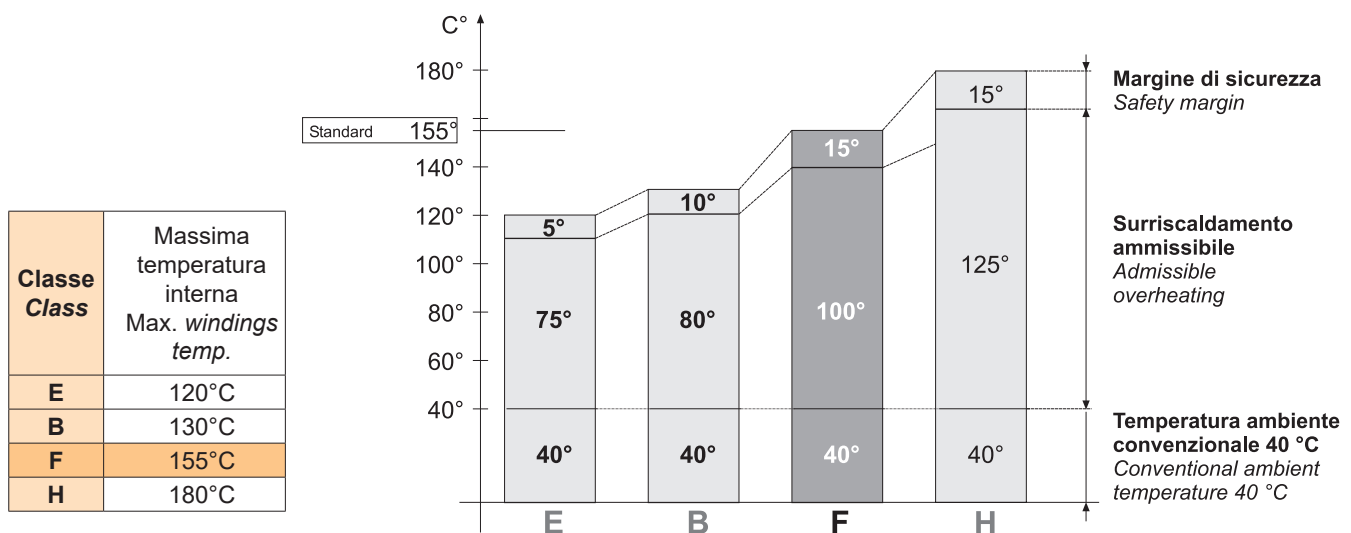 Classe
Class
Massima
temperatura
interna
Max. windings
temp.
E 120°C
B 130°C
F 155°C
H 180°C
C°
180°
Standard 155°
140°
120°
100°
80°
60°
40°
5°
75°
40°
10°
80°
40°
15°
100°
40°
15°
125°
40°
E B F H
Margine di sicurezza
Safety margin
Surriscaldamento
ammissibile
Admissible
overheating
Temperatura ambiente
convenzionale 40 °C
Conventional ambient
temperature 40 °C